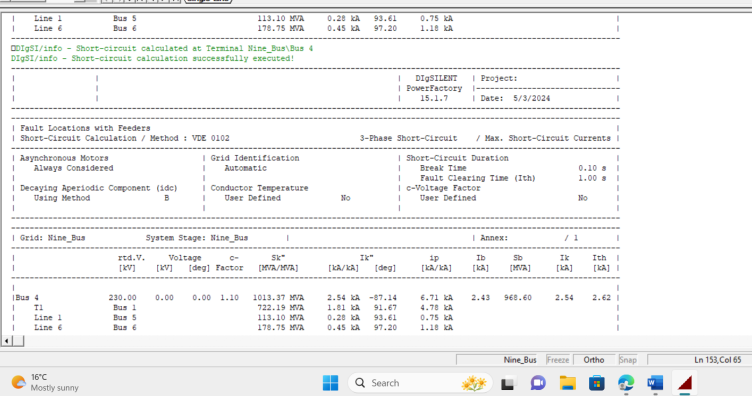 Line 1 Bus 5 113.10 MVA 0.28 kA 93.61 0.75 kA
Line 6 Bus 6 178.75 MVA 0.45 kA 97.20 1.18 kA
DIgSI/info - Short-circuit calculated at Terminal Nine_Bus\Bus 4
DIgSI/info - Short-circuit calculation successfully executed!
DIgSILENT | Project:
PowerFactory
15.1.7 | Date: 5/3/2024
Fault Locations with Feeders
Short-Circuit Calculation / Method : VDE 0102 3-Phase Short-Circuit / Max. Short-Circuit Currents
Asynchronous Motors | Grid Identification | Short-Circuit Duration
Always Considered | Automatic | Break Time 0.10 s
Fault Clearing Time (Ith) 1.00 s
Decaying Aperiodic Component (idc) | Conductor Temperature | c-Voltage Factor
Using Method B | User Defined No | User Defined No
Grid: Nine_Bus System Stage: Nine_Bus | | Annex: / 1
rtd.V. Voltage c- Sk" Ik" ip Ib Sb Ik Ith
[kV] [kV] [deg] Factor [MVA/MVA] [kA/kA] [deg] [kA/kA] [kA] [MVA] [kA] [kA]
Bus 4 230.00 0.00 0.00 1.10 1013.37 MVA 2.54 kA -87.14 6.71 kA 2.43 968.60 2.54 2.62
T1 Bus 1 722.19 MVA 1.81 kA 91.67 4.78 kA
Line 1 Bus 5 113.10 MVA 0.28 kA 93.61 0.75 kA
Line 6 Bus 6 178.75 MVA 0.45 kA 97.20 1.18 kA
Nine_Bus Freeze Ortho Snap Ln 153,Col 65
16°C
Mostly sunny
Search